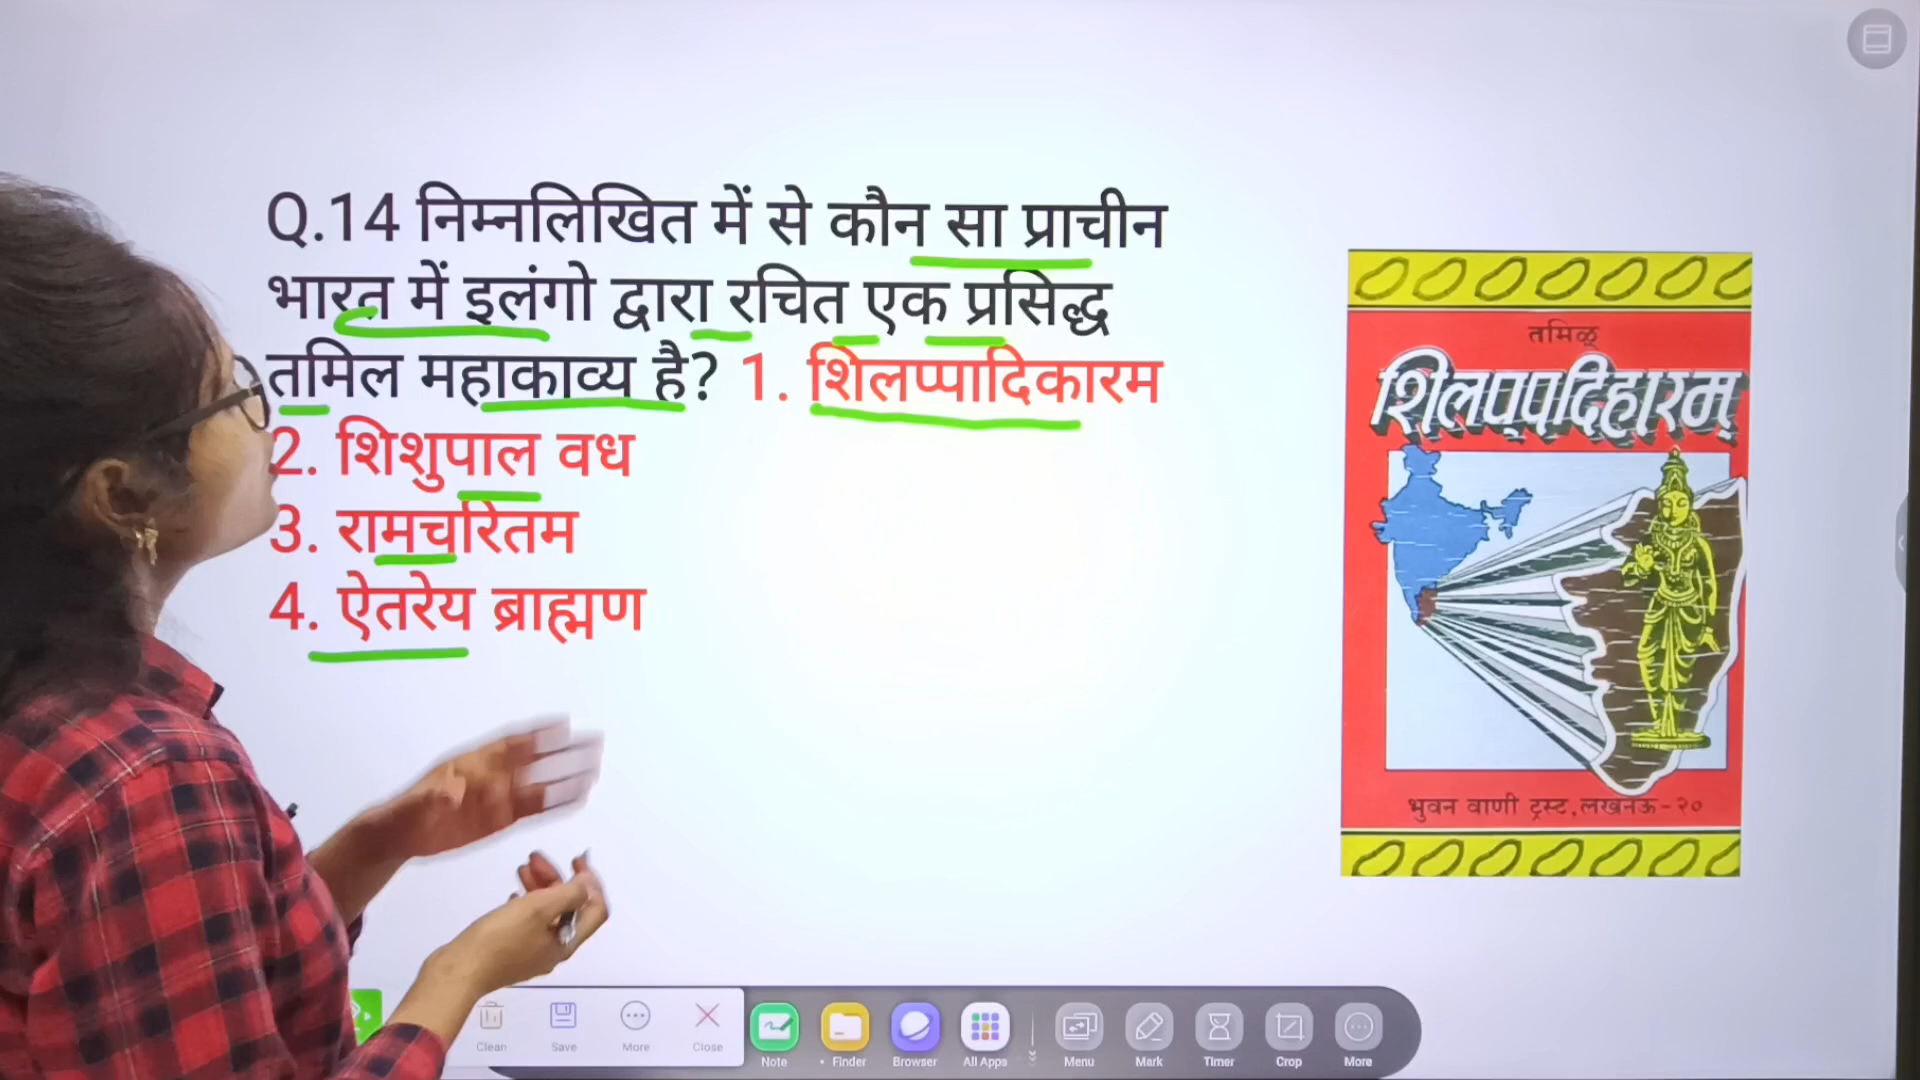 Q.14 निम्नलिखित में से कौन सा प्राचीन
भारत में इलंगो द्वारा रचित एक प्रसिद्ध
तमिल महाकाव्य है? 1. शिलप्पादिकारम
2. शिशुपाल वध
3. रामचरितम
4. ऐतरेय ब्राह्मण
तमिळ्
शिलप्पदिहारम्
भुवन वाणी ट्रस्ट, लखनऊ - २०
Clean Save More Close Note Finder Browser All Apps Menu Mark Timer Crop More